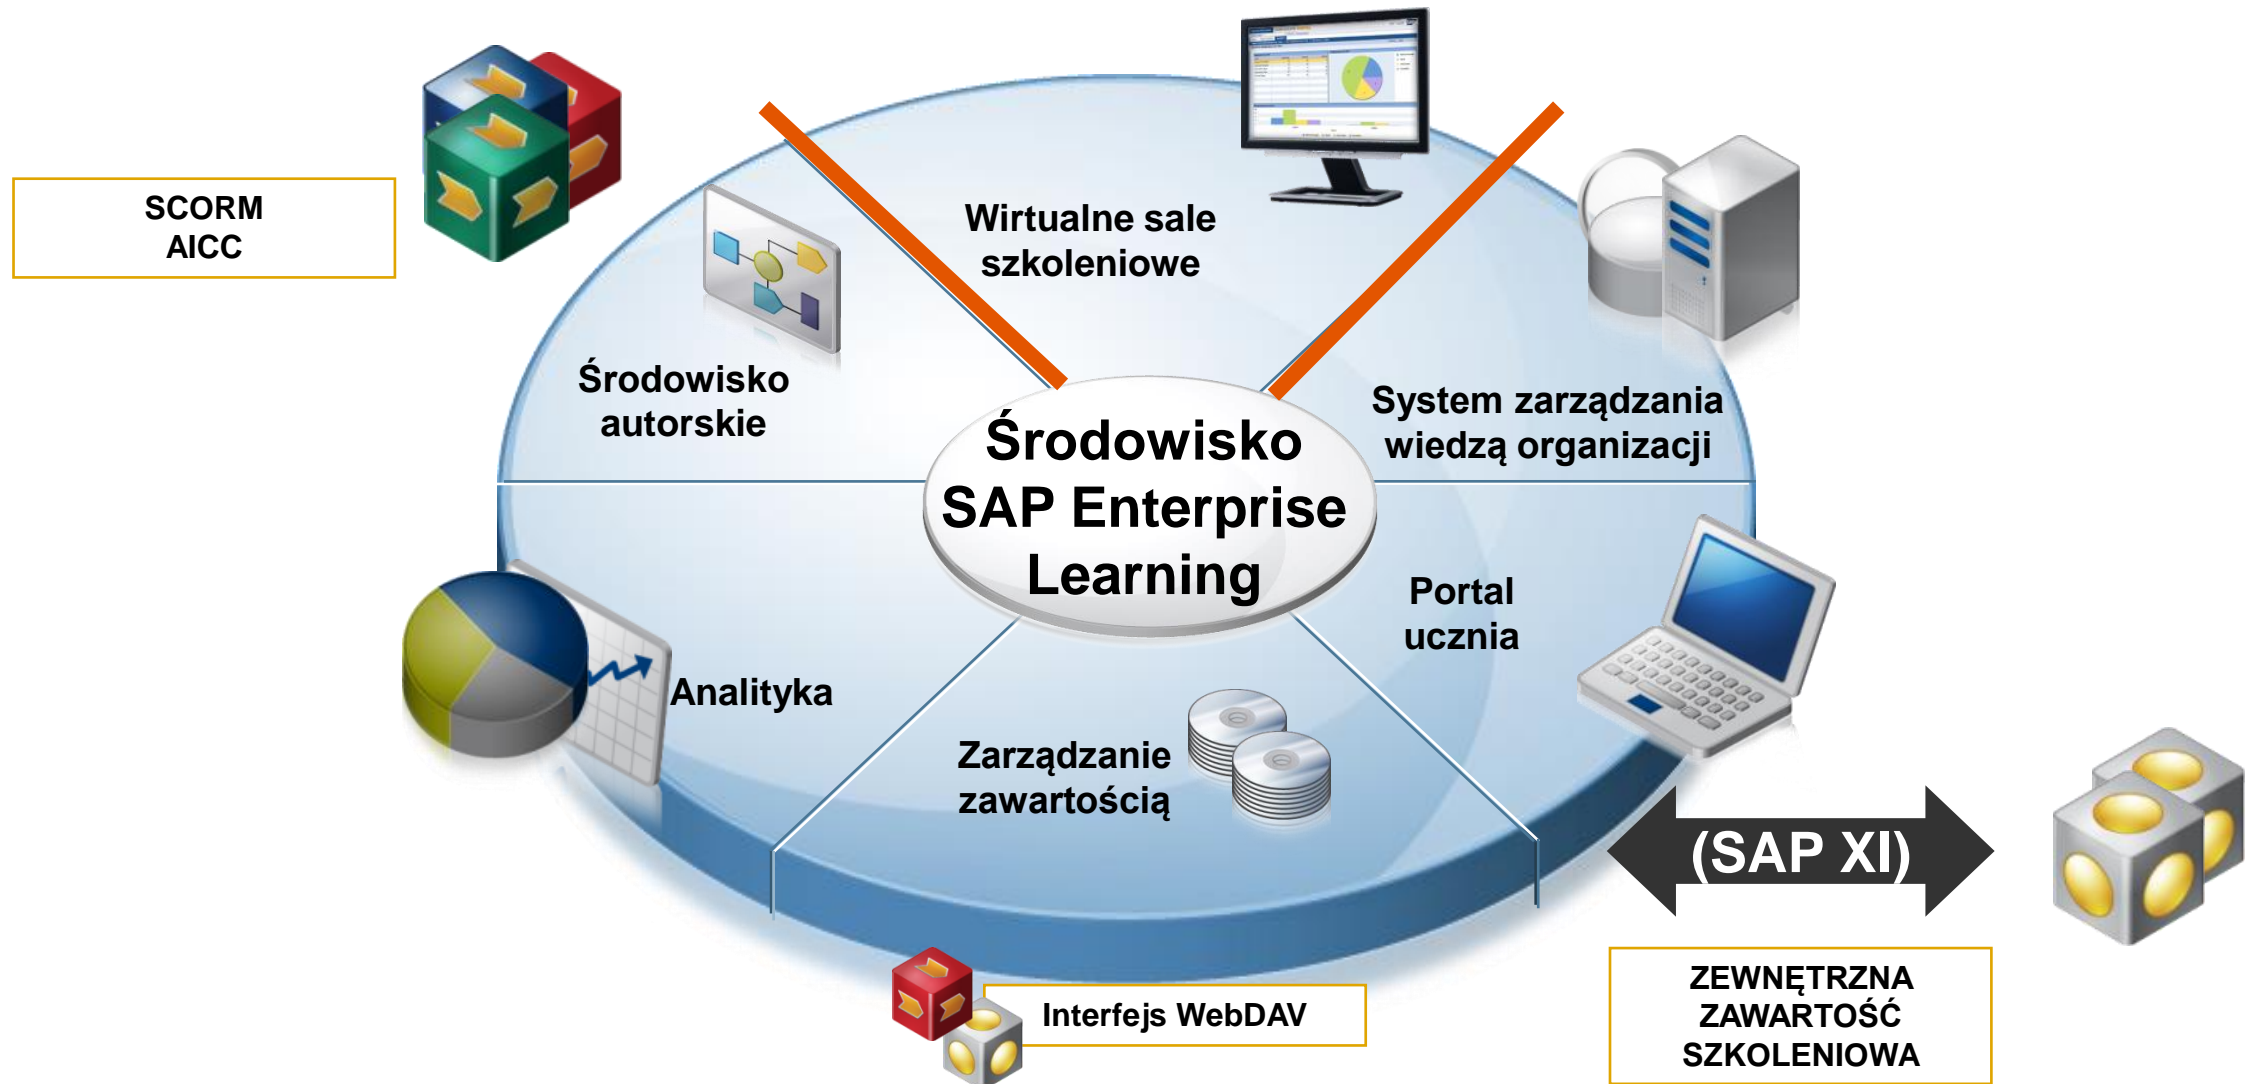 SCORM
AICC
Wirtualne sale
szkoleniowe
Środowisko
autorskie
System zarządzania
wiedzą organizacji
Środowisko
SAP Enterprise
Learning
Portal
ucznia
Analityka
Zarządzanie
zawartością
(SAP XI)
Interfejs WebDAV
ZEWNĘTRZNA
ZAWARTOŚĆ
SZKOLENIOWA